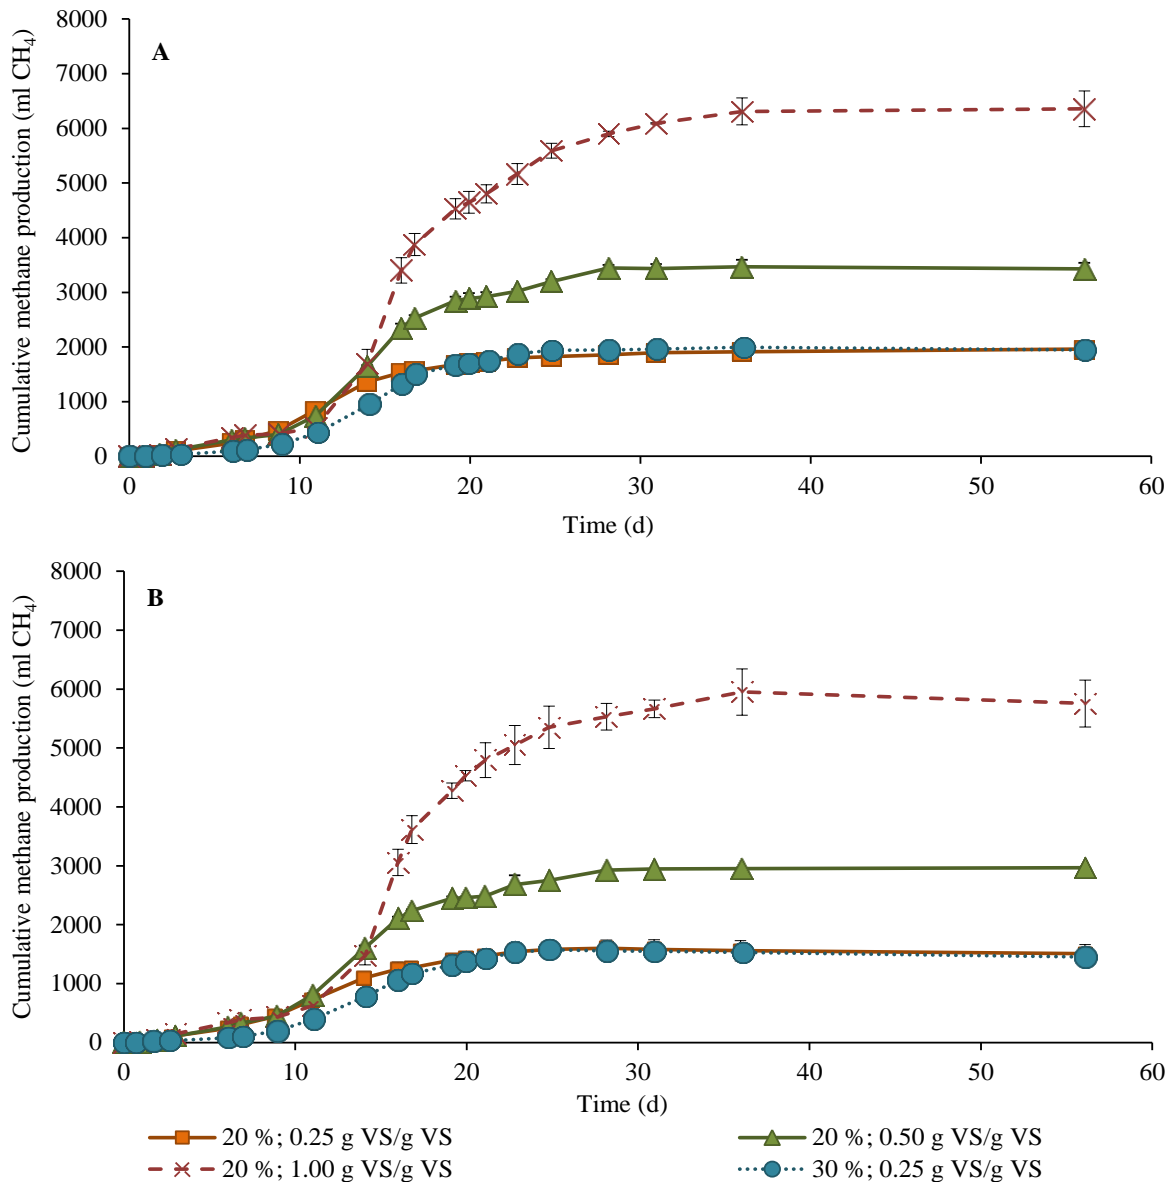 Cumulative methane production (ml CH₄)
A
8000
7000
6000
5000
4000
3000
2000
1000
0
0 10 20 30 40 50 60
Time (d)
Cumulative methane production (ml CH₄)
B
8000
7000
6000
5000
4000
3000
2000
1000
0
0 10 20 30 40 50 60
Time (d)
20 %; 0.25 g VS/g VS
20 %; 0.50 g VS/g VS
20 %; 1.00 g VS/g VS
30 %; 0.25 g VS/g VS